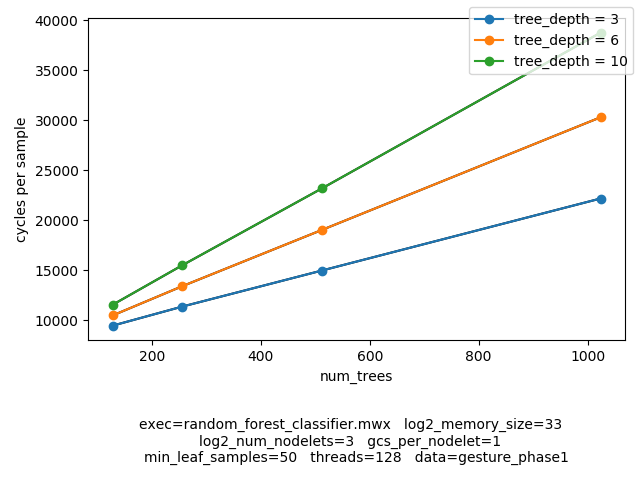 tree_depth = 3
tree_depth = 6
tree_depth = 10
cycles per sample
40000
35000
30000
25000
20000
15000
10000
200
400
600
800
1000
num_trees
exec=random_forest_classifier.mwx   log2_memory_size=33
log2_num_nodelets=3   gcs_per_nodelet=1
min_leaf_samples=50   threads=128   data=gesture_phase1